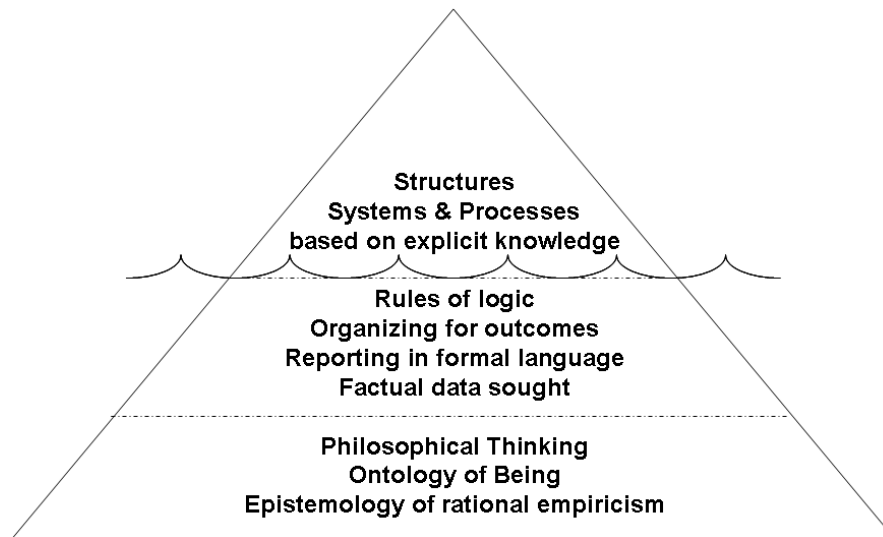 Structures
Systems & Processes
based on explicit knowledge
Rules of logic
Organizing for outcomes
Reporting in formal language
Factual data sought
Philosophical Thinking
Ontology of Being
Epistemology of rational empiricism